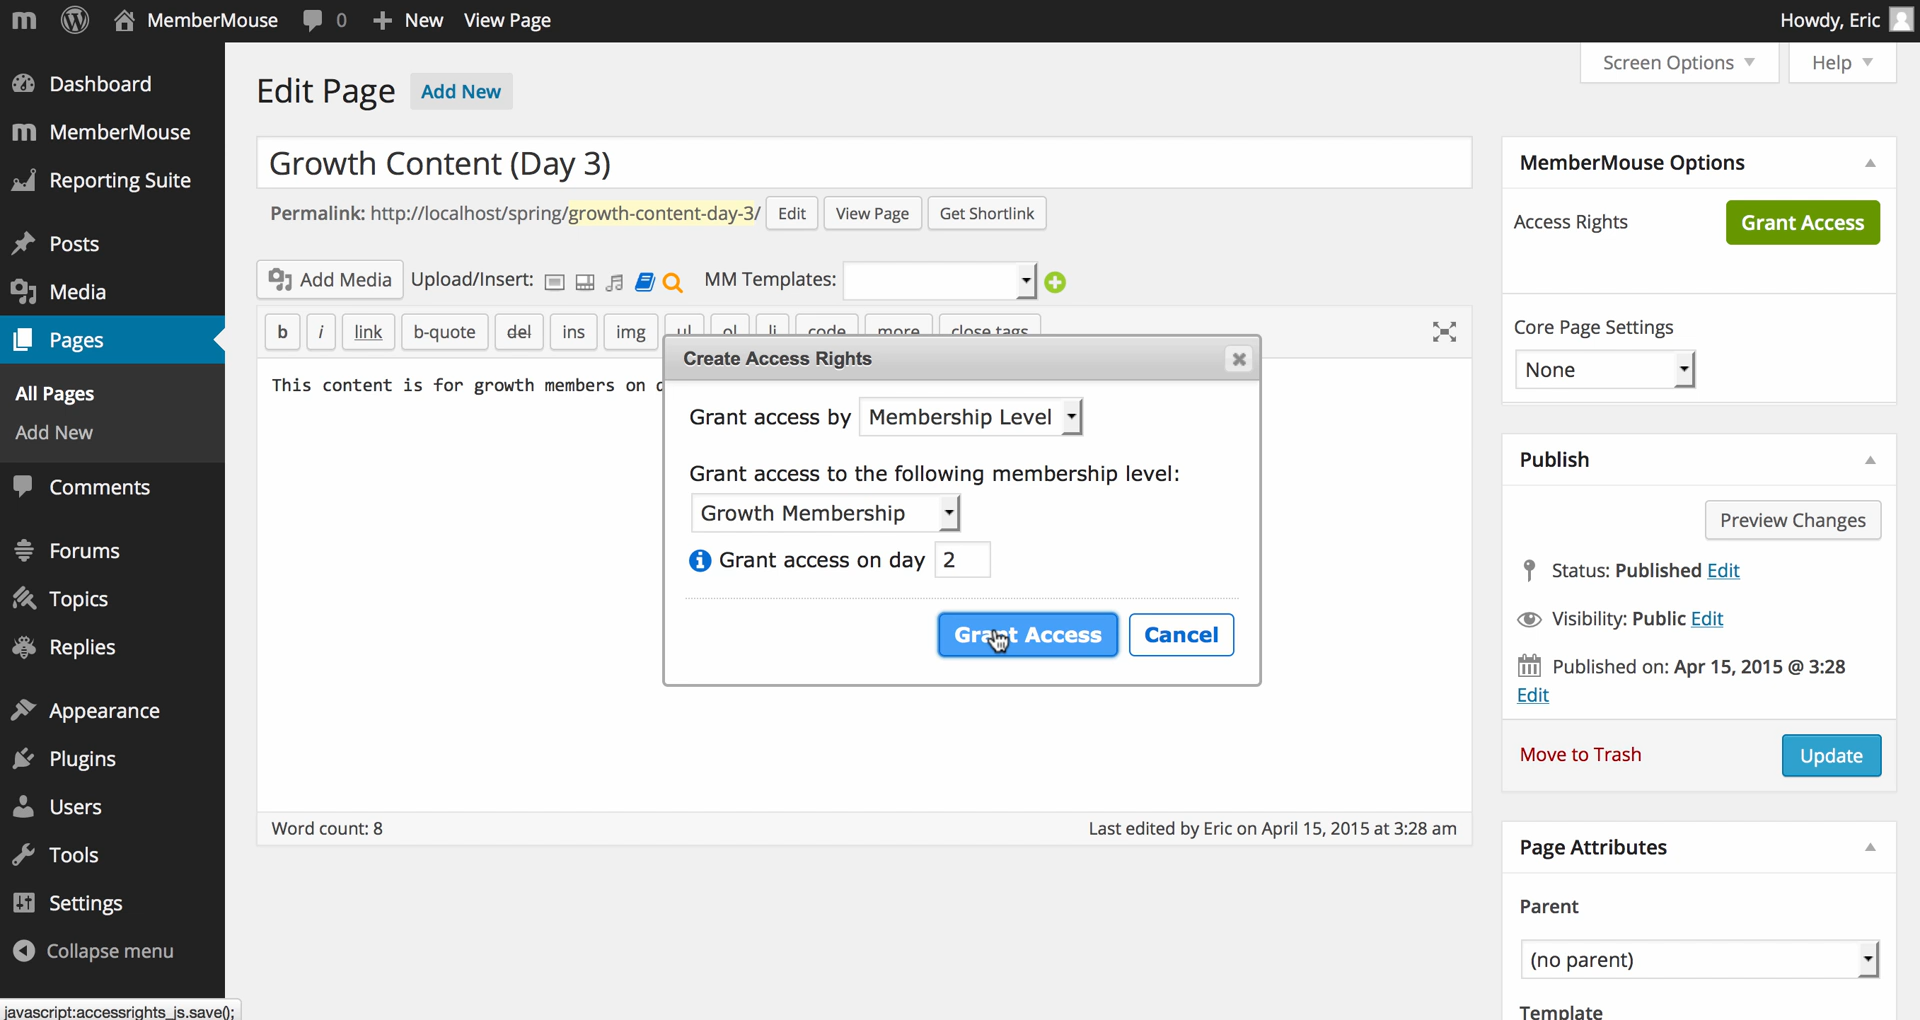 MemberMouse 0 New View Page Howdy, Eric
Screen Options Help
Dashboard
MemberMouse
Reporting Suite
Posts
Media
Pages
All Pages
Add New
Comments
Forums
Topics
Replies
Appearance
Plugins
Users
Tools
Settings
Collapse menu
javascript:accessrights_js.save();
Edit Page Add New
Growth Content (Day 3)
Permalink: http://localhost/spring/growth-content-day-3/ Edit View Page Get Shortlink
Add Media Upload/Insert: MM Templates:
b i link b-quote del ins img ul ol li code more close tags
This content is for growth members on
Create Access Rights
Grant access by Membership Level
Grant access to the following membership level:
Growth Membership
Grant access on day 2
Grant Access Cancel
Word count: 8 Last edited by Eric on April 15, 2015 at 3:28 am
MemberMouse Options
Access Rights Grant Access
Core Page Settings
None
Publish
Preview Changes
Status: Published Edit
Visibility: Public Edit
Published on: Apr 15, 2015 @ 3:28
Edit
Move to Trash Update
Page Attributes
Parent
(no parent)
Template